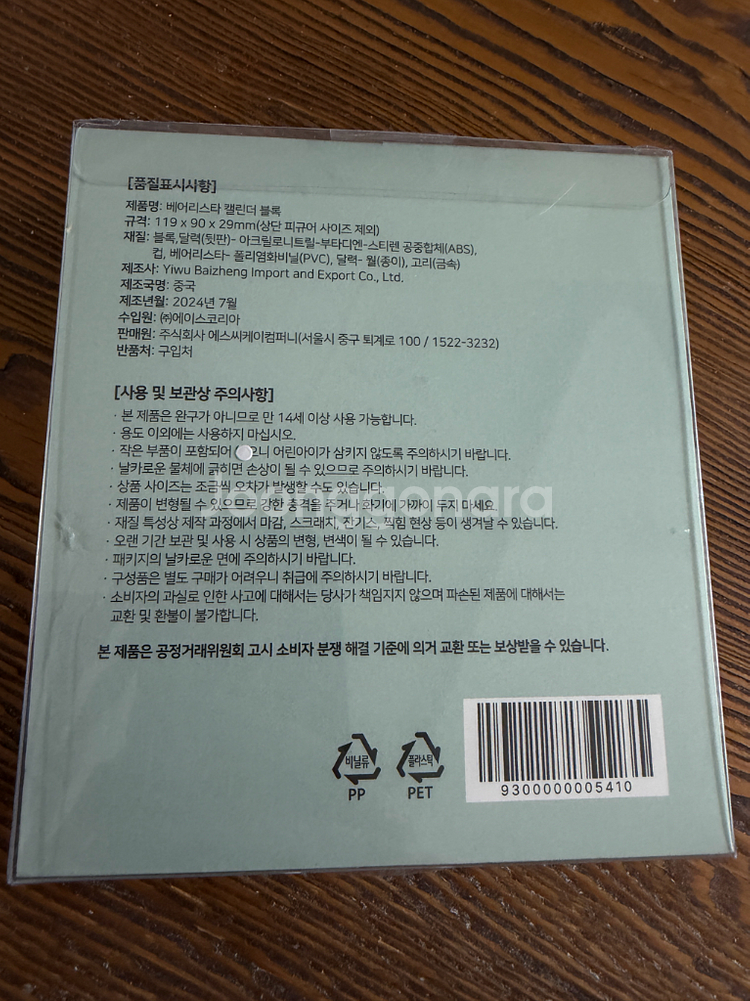 [품질표시사항]
제품명: 베어리스타 캘린더 블록
규격: 119 x 90 x 29mm(상단 피규어 사이즈 제외)
재질: 블록,달력(뒷판)- 아크릴로니트릴-부타디엔-스티렌 공중합체(ABS),
컵, 베어리스타- 폴리염화비닐(PVC), 달력- 월(종이), 고리(금속)
제조사: Yiwu Baizheng Import and Export Co., Ltd.
제조국명: 중국
제조년월: 2024년 7월
수입원: ㈜에이스코리아
판매원: 주식회사 에스씨케이컴퍼니(서울시 중구 퇴계로 100 / 1522-3232)
반품처: 구입처
[사용 및 보관상 주의사항]
· 본 제품은 완구가 아니므로 만 14세 이상 사용 가능합니다.
· 용도 이외에는 사용하지 마십시오.
· 작은 부품이 포함되어 오니 어린아이가 삼키지 않도록 주의하시기 바랍니다.
· 날카로운 물체에 긁히면 손상이 될 수 있으므로 주의하시기 바랍니다.
· 상품 사이즈는 조금씩 오차가 발생할 수도 있습니다.
· 제품이 변형될 수 있으므로 강한 충격을 주거나 화기에 가까이 두지 마세요.
Joonggonara
· 재질 특성상 제작 과정에서 마감, 스크래치, 잔기스, 찍힘 현상 등이 생겨날 수 있습니다.
· 오랜 기간 보관 및 사용 시 상품의 변형, 변색이 될 수 있습니다.
· 패키지의 날카로운 면에 주의하시기 바랍니다.
· 구성품은 별도 구매가 어려우니 취급에 주의하시기 바랍니다.
· 소비자의 과실로 인한 사고에 대해서는 당사가 책임지지 않으며 파손된 제품에 대해서는
교환 및 환불이 불가합니다.
본 제품은 공정거래위원회 고시 소비자 분쟁 해결 기준에 의거 교환 또는 보상받을 수 있습니다.
비닐류
플라스틱
PP
PET
9300000005410